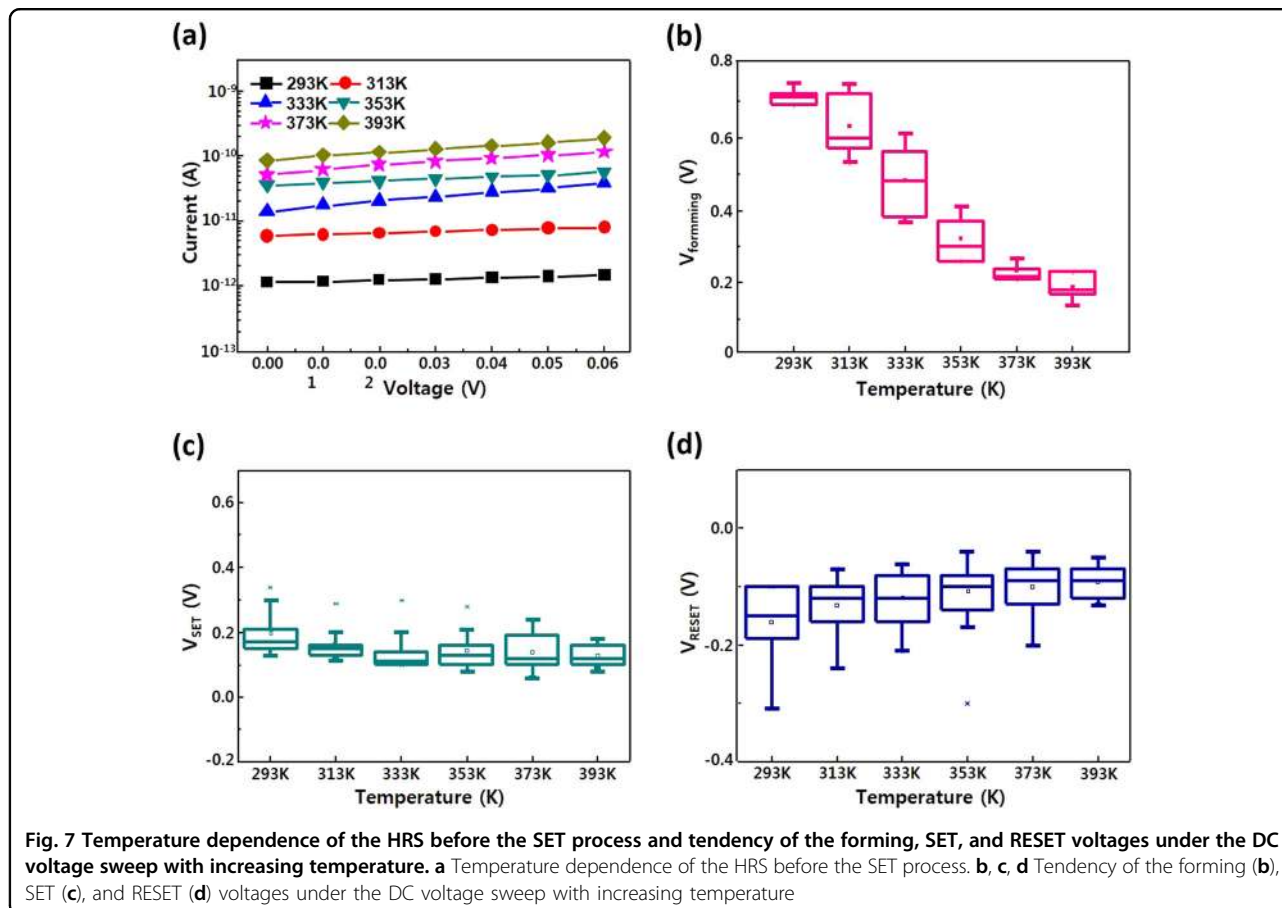 (a)
293K 313K
333K 353K
373K 393K
10⁻⁹
10⁻¹⁰
10⁻¹¹
10⁻¹²
10⁻¹³
Current (A)
0.00 0.0 0.0 0.03 0.04 0.05 0.06
1 2
Voltage (V)
(b)
0.8
0.6
0.4
0.2
0
V_formming (V)
293K 313K 333K 353K 373K 393K
Temperature (K)
(c)
0.6
0.4
0.2
0.0
-0.2
V_SET (V)
293K 313K 333K 353K 373K 393K
Temperature (K)
(d)
0.0
-0.2
-0.4
V_RESET (V)
293K 313K 333K 353K 373K 393K
Temperature (K)
Fig. 7 Temperature dependence of the HRS before the SET process and tendency of the forming, SET, and RESET voltages under the DC
voltage sweep with increasing temperature. a Temperature dependence of the HRS before the SET process. b, c, d Tendency of the forming (b),
SET (c), and RESET (d) voltages under the DC voltage sweep with increasing temperature